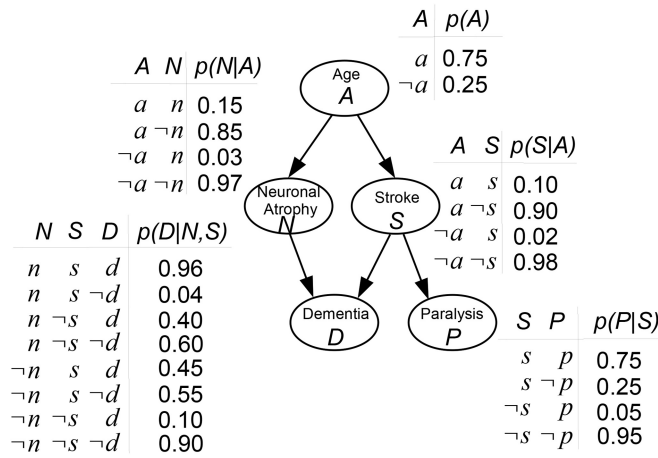 A p(A)
a 0.75
¬a 0.25
A N p(N|A)
a n 0.15
a ¬n 0.85
¬a n 0.03
¬a ¬n 0.97
Age
A
A S p(S|A)
a s 0.10
a ¬s 0.90
¬a s 0.02
¬a ¬s 0.98
Neuronal
Atrophy
N
Stroke
S
N S D p(D|N,S)
n s d 0.96
n s ¬d 0.04
n ¬s d 0.40
n ¬s ¬d 0.60
¬n s d 0.45
¬n s ¬d 0.55
¬n ¬s d 0.10
¬n ¬s ¬d 0.90
Dementia
D
Paralysis
P
S P p(P|S)
s p 0.75
s ¬p 0.25
¬s p 0.05
¬s ¬p 0.95